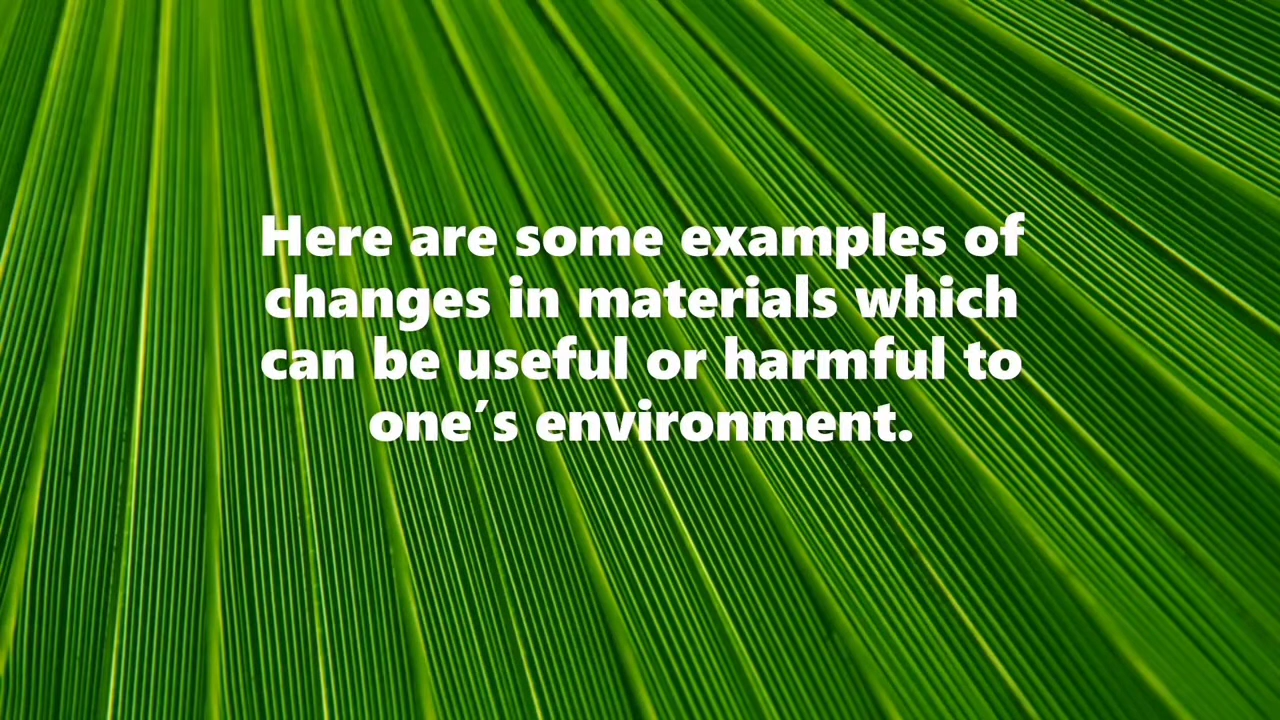 Here are some examples of
changes in materials which
can be useful or harmful to
one´s environment.